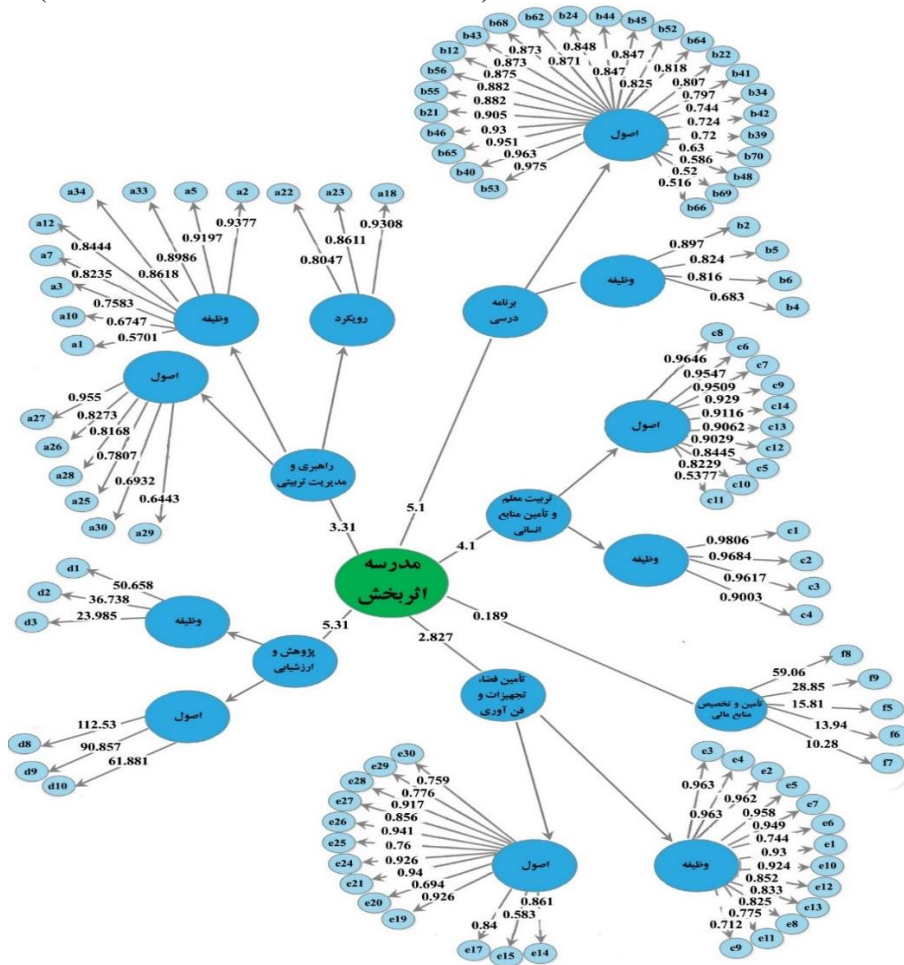 b24
b44
b62
b45
b68
b52
b43
b64
b12
b22
b56
b41
b55
b34
b21
b42
b46
b39
b65
b70
b40
b48
b53
b69
b66
0.848
0.847
0.873
0.871
0.873
0.847
0.825
0.818
0.875
0.807
0.882
0.797
0.882
0.744
0.905
0.724
0.93
0.72
0.951
0.63
0.963
0.586
0.975
0.52
0.516
اصول
a34
a33
a5
a2
a22
a23
a18
a12
a7
a3
a10
a1
0.9377
0.9308
0.9197
0.8986
0.8611
0.8444
0.8618
0.8047
0.8235
0.7583
0.6747
0.5701
وظیفه
رویکرد
برنامه
درسی
وظیفه
0.897
0.824
0.816
0.683
b2
b5
b6
b4
اصول
a27
a26
a28
a25
a30
a29
0.955
0.8273
0.8168
0.7807
0.6932
0.6443
راهبری و
مدیریت تربیتی
3.31
5.1
4.1
c8
c6
c7
c9
c14
c13
c12
c5
c10
c11
0.9646
0.9547
0.9509
0.929
0.9116
0.9062
0.9029
0.8445
0.8229
0.5377
اصول
تربیت معلم
و تأمین منابع
انسانی
وظیفه
0.9806
0.9684
0.9617
0.9003
c1
c2
c3
c4
مدرسه
اثربخش
d1
d2
d3
50.658
36.738
23.985
وظیفه
5.31
2.827
0.189
پژوهش و
ارزشیابی
اصول
d8
d9
d10
112.53
90.857
61.881
تأمین فضا،
تجهیزات و
فن آوری
تأمین و تخصیص
منابع مالی
59.06
28.85
15.81
13.94
10.28
f8
f9
f5
f6
f7
e30
e29
e28
e27
e26
e25
e24
e21
e20
e19
e17
e15
e14
0.759
0.776
0.917
0.856
0.941
0.76
0.926
0.94
0.694
0.926
0.84
0.583
0.861
اصول
e3
e4
e2
e5
e7
e6
e1
e10
e12
e13
e8
e11
e9
0.963
0.963
0.962
0.958
0.949
0.744
0.93
0.924
0.852
0.833
0.825
0.775
0.712
وظیفه